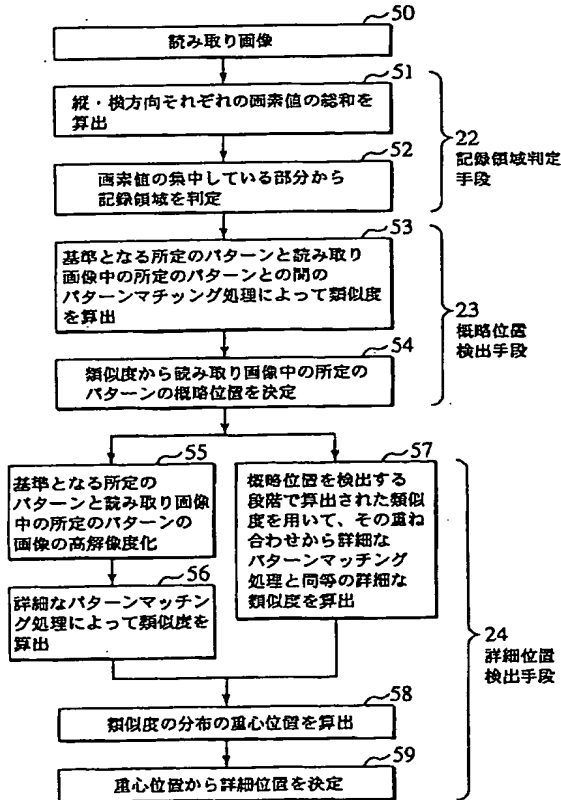 50
読み取り画像
51
縦・横方向それぞれの画素値の総和を
算出
52
画素値の集中している部分から
記録領域を判定
22
記録領域判定
手段
53
基準となる所定のパターンと読み取り
画像中の所定のパターンとの間の
パターンマチッング処理によって類似度
を算出
54
類似度から読み取り画像中の所定の
パターンの概略位置を決定
23
概略位置
検出手段
55
基準となる所定の
パターンと読み取り画像
中の所定のパターンの
画像の高解像度化
56
詳細なパターンマッチン
グ処理によって類似度を
算出
57
概略位置を検出する
段階で算出された類似
度を用いて、その重ね
合わせから詳細な
パターンマッチング
処理と同等の詳細な
類似度を算出
58
類似度の分布の重心位置を算出
59
重心位置から詳細位置を決定
24
詳細位置
検出手段